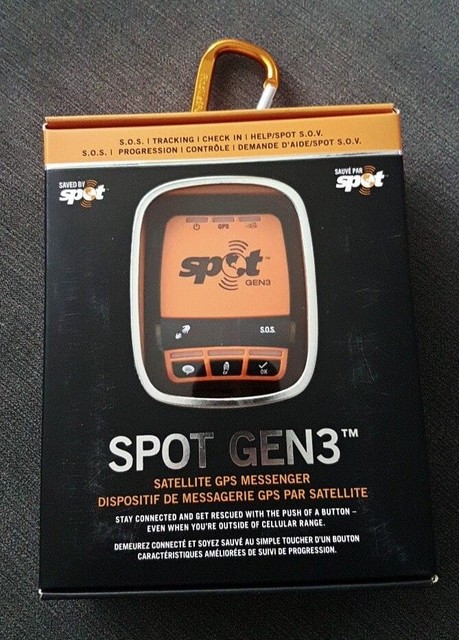 S.O.S. | TRACKING | CHECK IN | HELP/SPOT S.O.V.
S.O.S. | PROGRESSION | CONTRÔLE | DEMANDE D'AIDE/SPOT S.O.V.
SAVED BY
spot
SAUVÉ PAR
spot
GPS
spot™
GEN3
S.O.S.
OK
SPOT GEN3™
SATELLITE GPS MESSENGER
DISPOSITIF DE MESSAGERIE GPS PAR SATELLITE
STAY CONNECTED AND GET RESCUED WITH THE PUSH OF A BUTTON –
EVEN WHEN YOU'RE OUTSIDE OF CELLULAR RANGE.
DEMEUREZ CONNECTÉ ET SOYEZ SAUVÉ AU SIMPLE TOUCHER D'UN BOUTON
CARACTÉRISTIQUES AMÉLIORÉES DE SUIVI DE PROGRESSION.